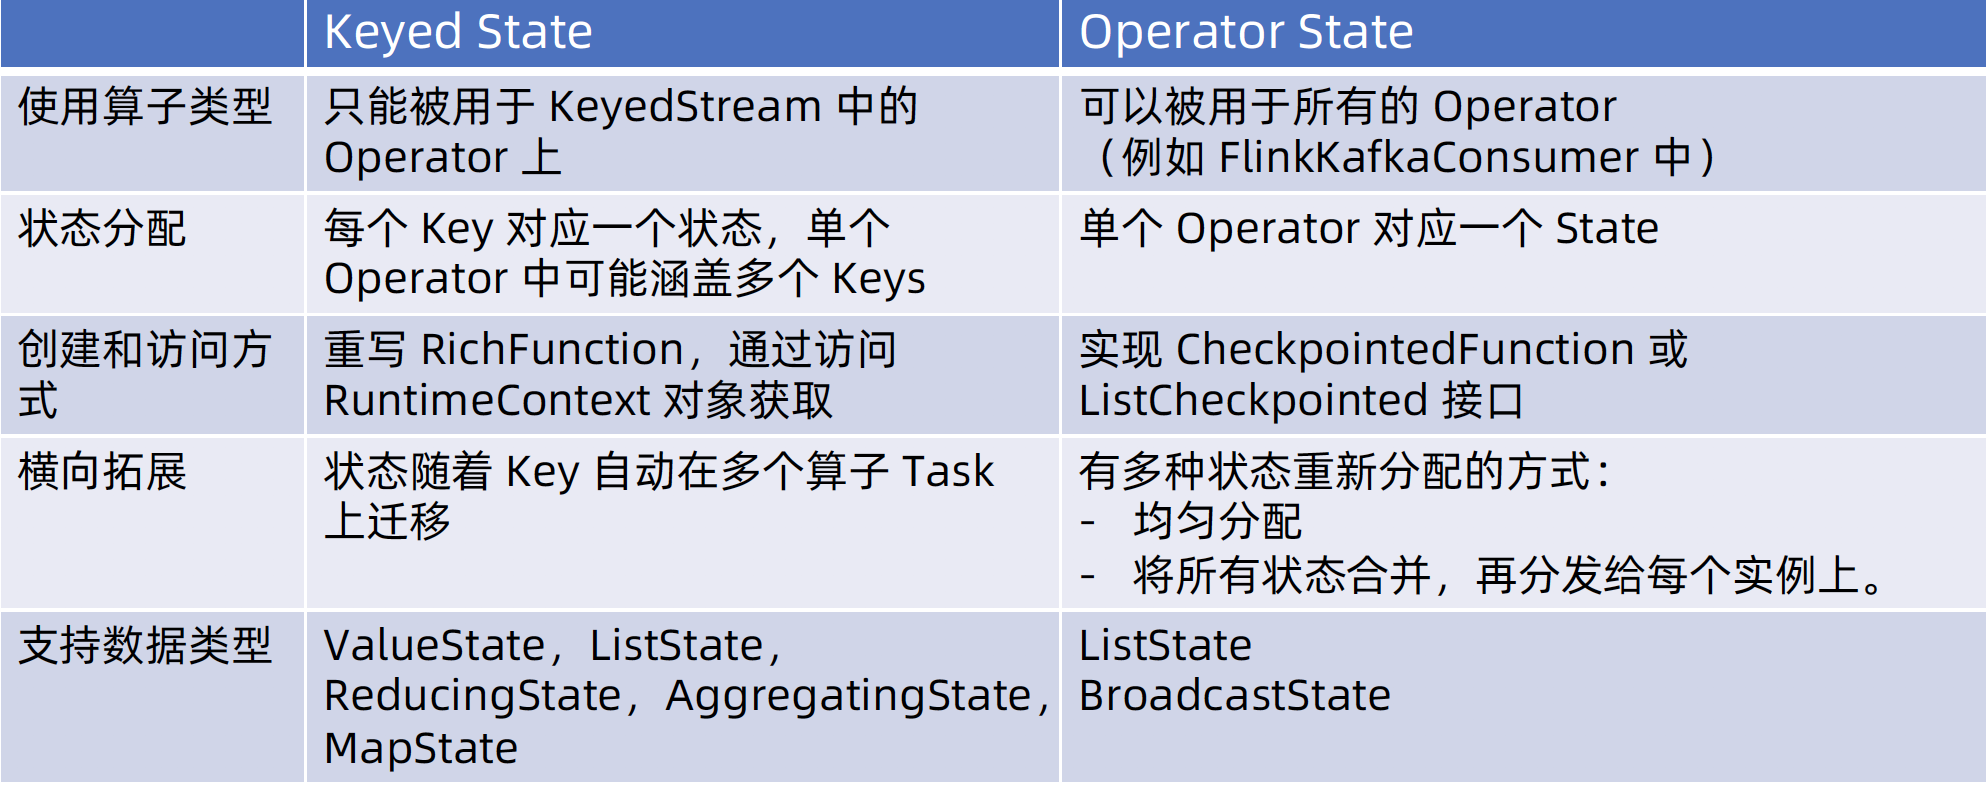 Keyed State
Operator State
使用算子类型
只能被用于 KeyedStream 中的
Operator 上
可以被用于所有的 Operator
（例如 FlinkKafkaConsumer 中）
状态分配
每个 Key 对应一个状态，单个
Operator 中可能涵盖多个 Keys
单个 Operator 对应一个 State
创建和访问方
式
重写 RichFunction，通过访问
RuntimeContext 对象获取
实现 CheckpointedFunction 或
ListCheckpointed 接口
横向拓展
状态随着 Key 自动在多个算子 Task
上迁移
有多种状态重新分配的方式：
- 均匀分配
- 将所有状态合并，再分发给每个实例上。
支持数据类型
ValueState，ListState，
ReducingState，AggregatingState，
MapState
ListState
BroadcastState